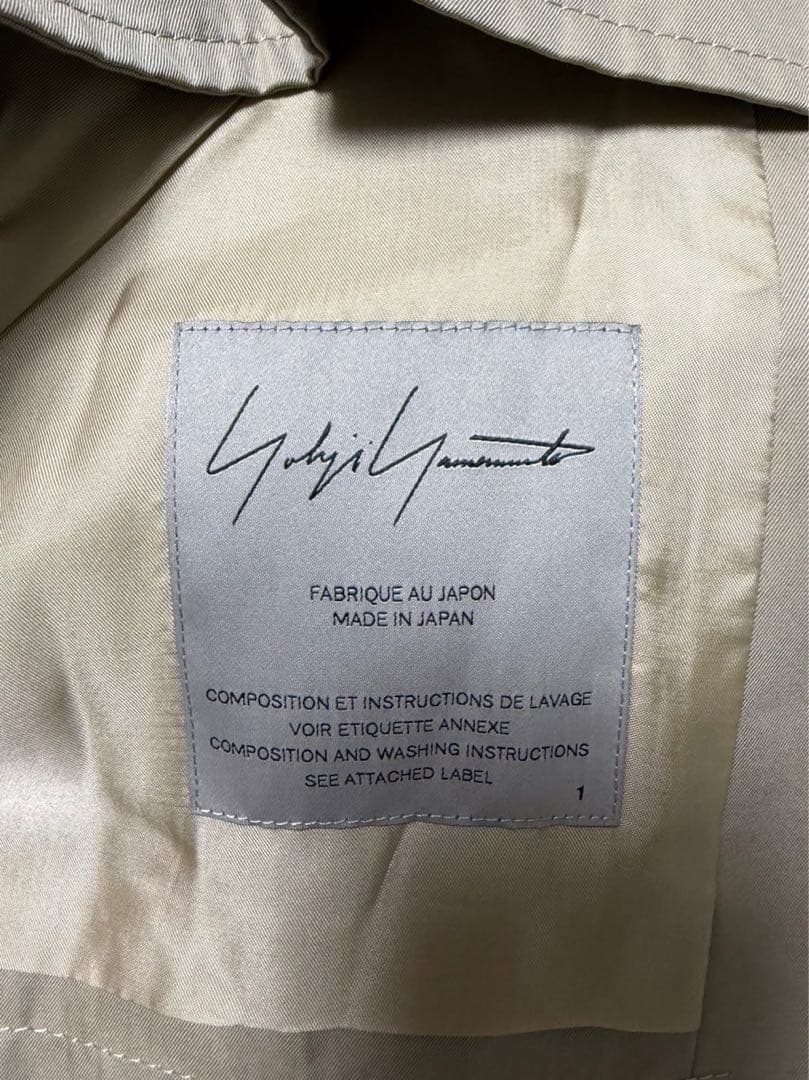 Yohji Yamamoto
FABRIQUE AU JAPON
MADE IN JAPAN
COMPOSITION ET INSTRUCTIONS DE LAVAGE
VOIR ETIQUETTE ANNEXE
COMPOSITION AND WASHING INSTRUCTIONS
SEE ATTACHED LABEL
1